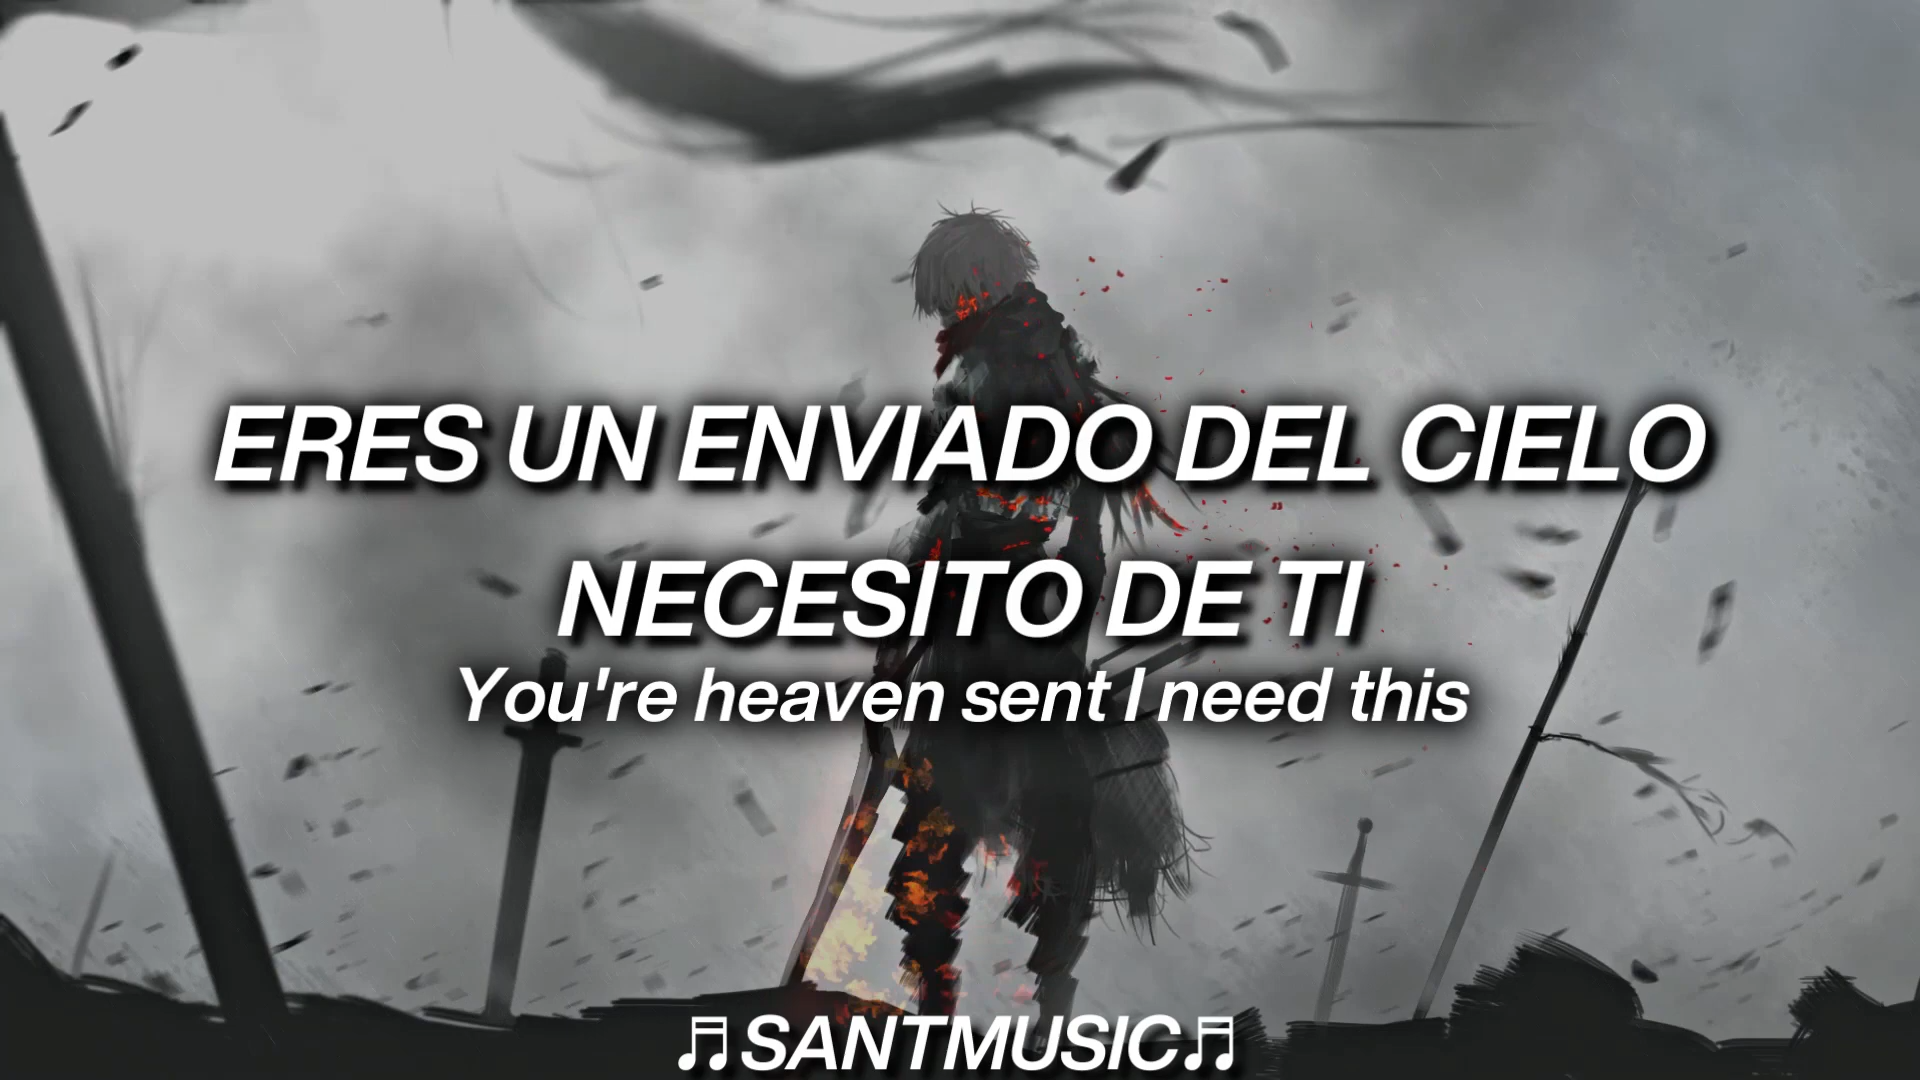 ERES UN ENVIADO DEL CIELO
NECESITO DE TI
You're heaven sent I need this
♬SANTMUSIC♬